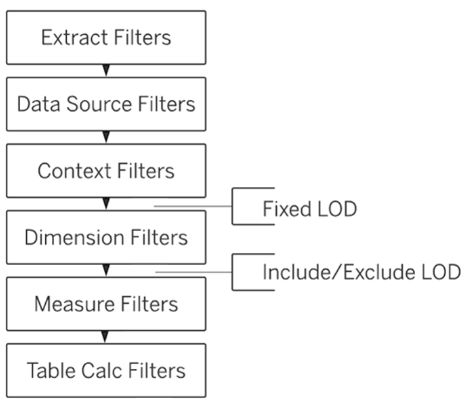 Extract Filters
Data Source Filters
Context Filters
Fixed LOD
Dimension Filters
Include/Exclude LOD
Measure Filters
Table Calc Filters